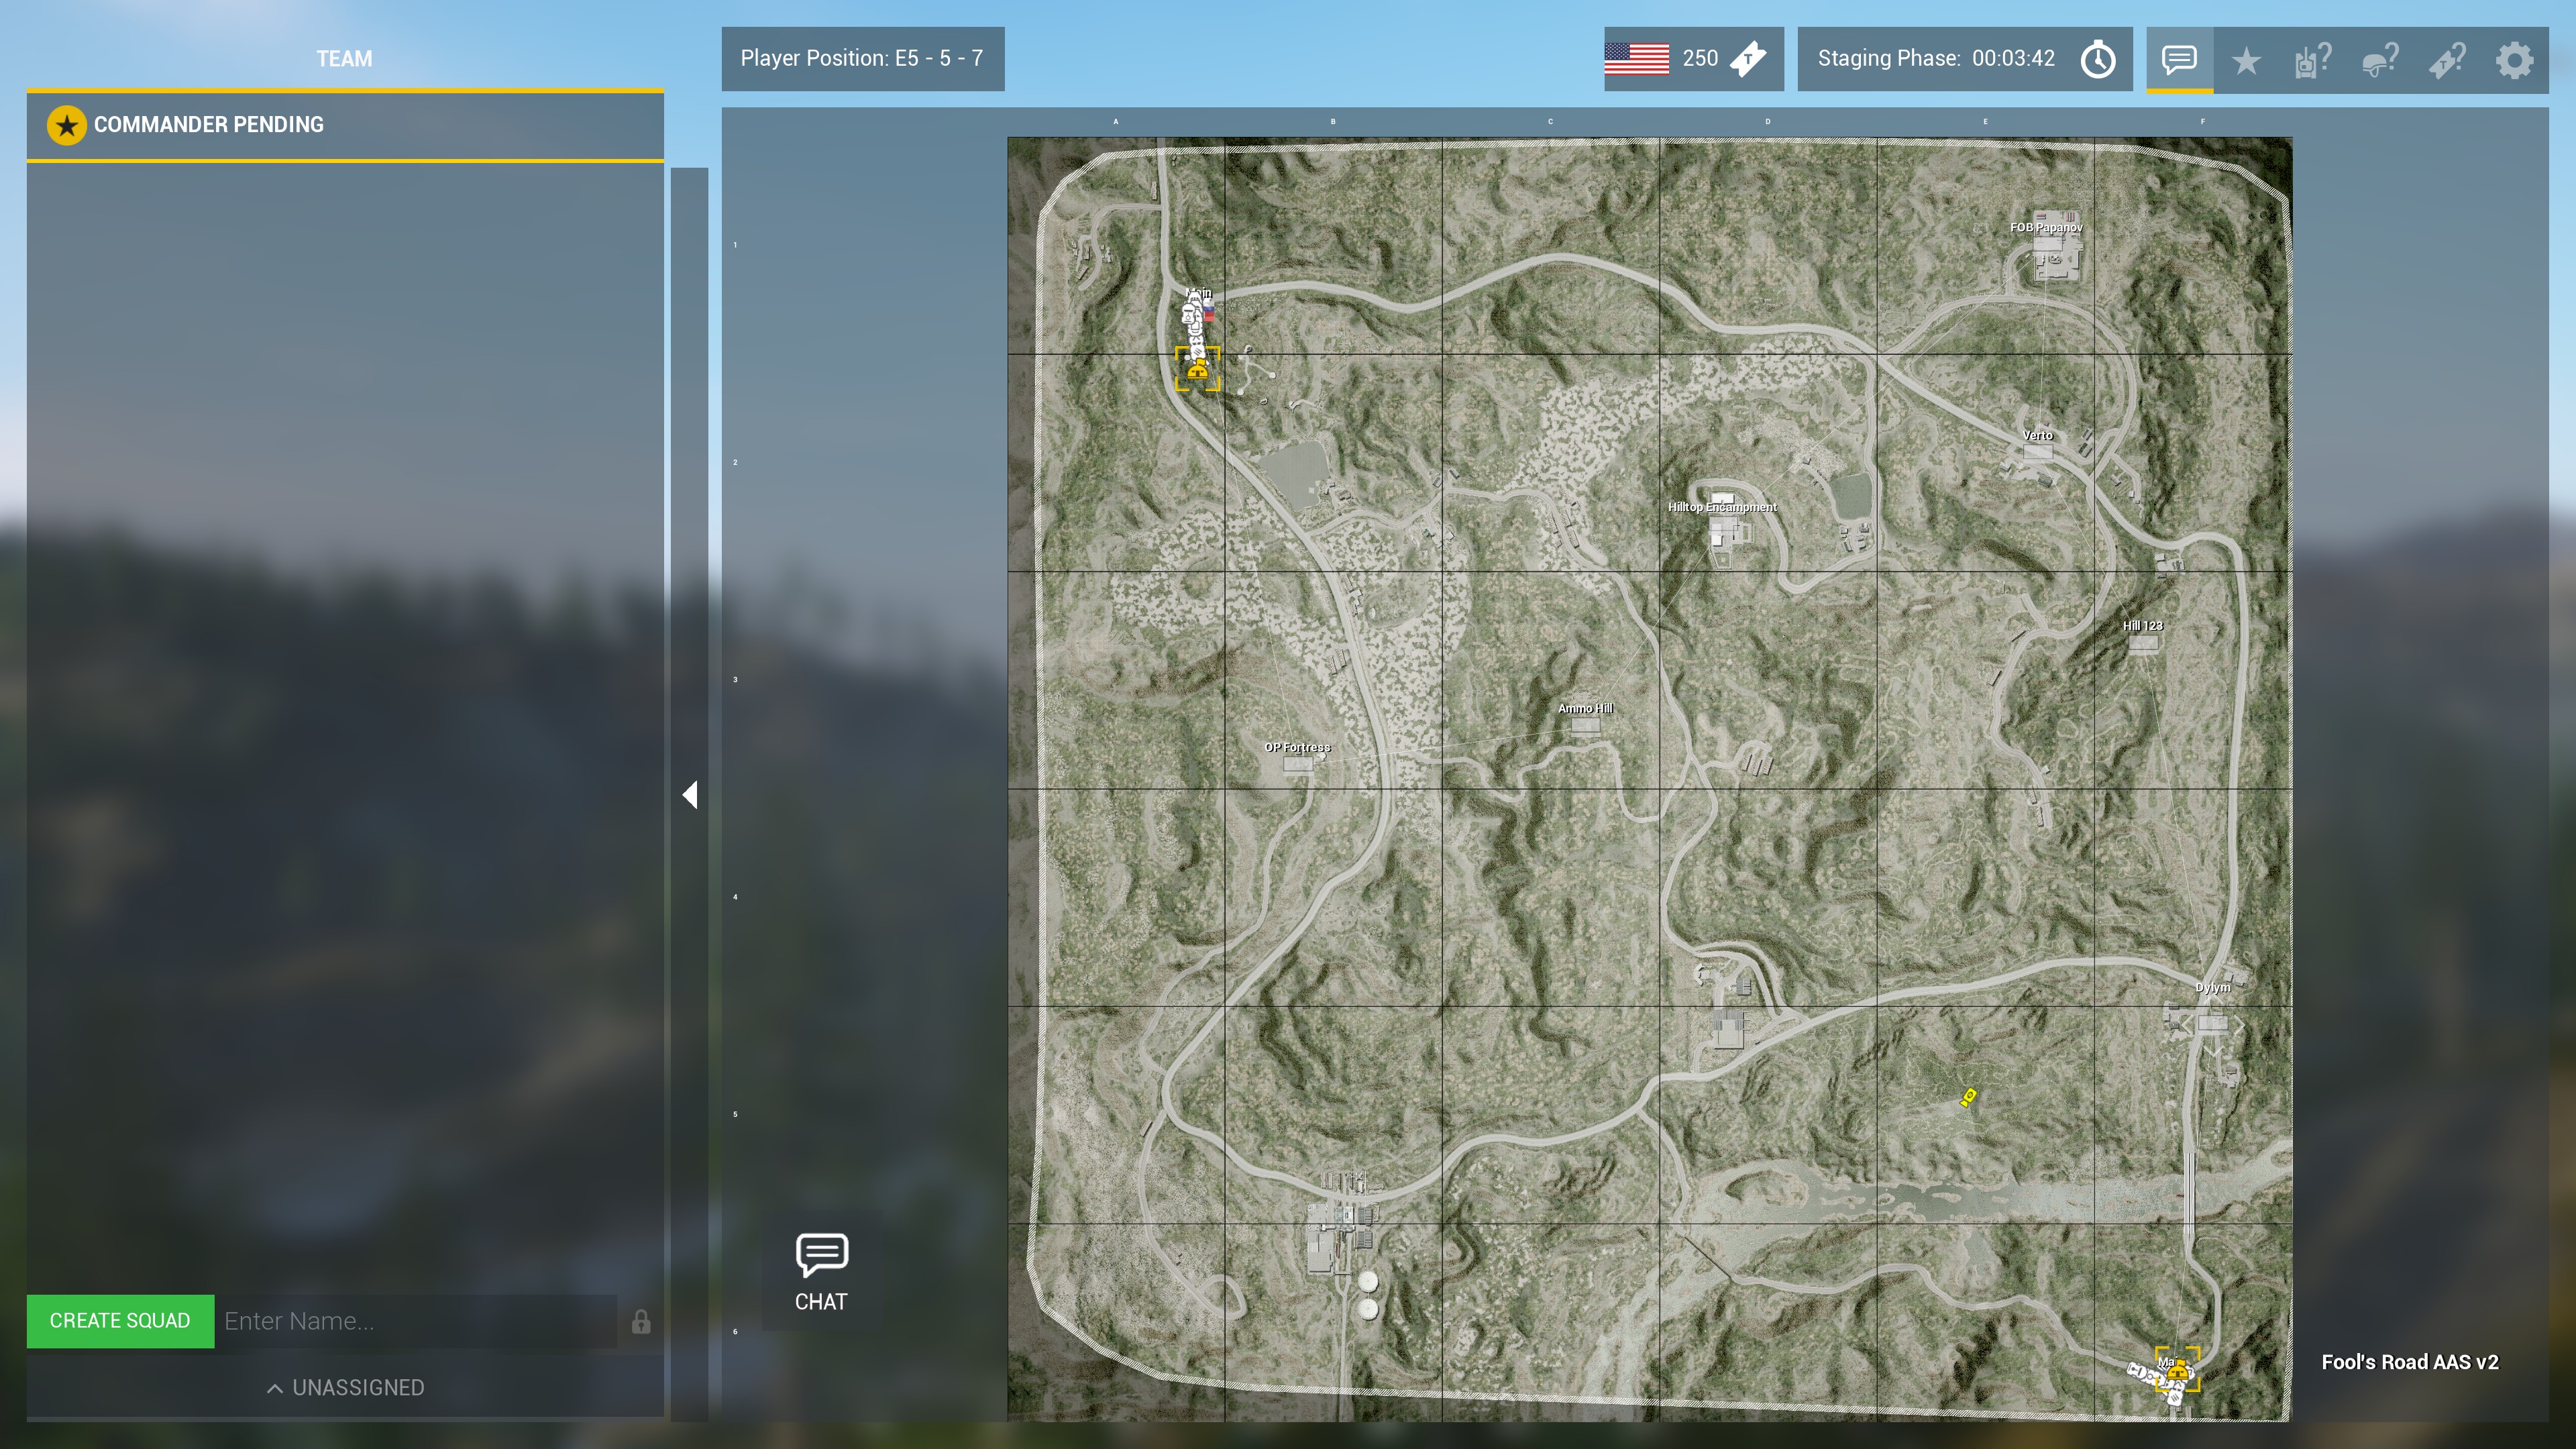 TEAM
Player Position: E5 - 5 - 7
250
Staging Phase: 00:03:42
COMMANDER PENDING
A B C D E F
1
2
3
4
5
6
FOB Papanov
Main
Verto
Hilltop Encampment
Hill 123
Ammo Hill
OP Fortress
Dylym
CHAT
CREATE SQUAD Enter Name...
Fool's Road AAS v2
UNASSIGNED